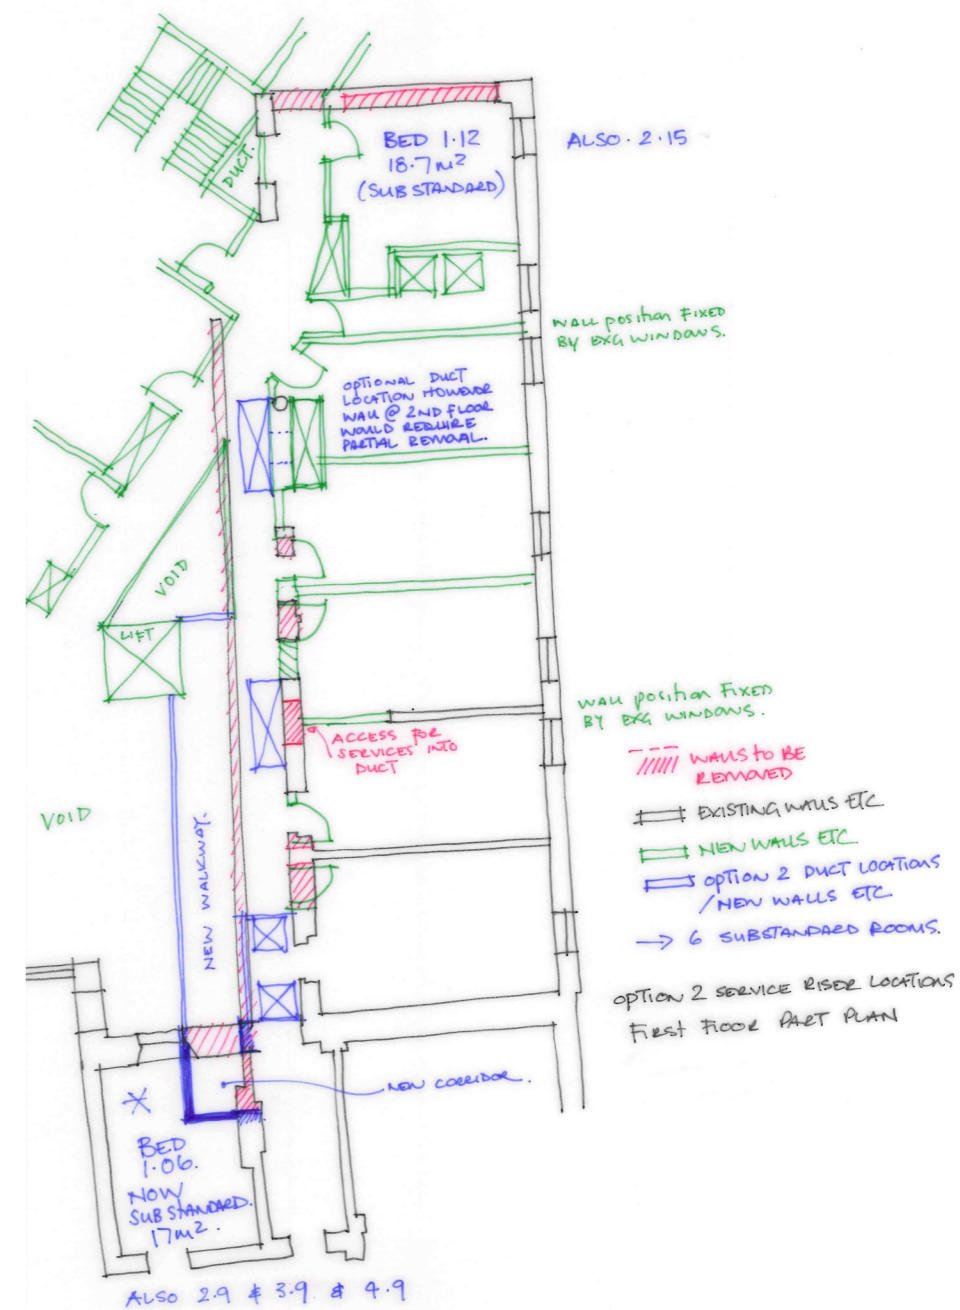 DUCT.
BED 1.12
18.7m²
(SUBSTANDARD)
ALSO. 2.15
WALL position FIXED
BY EXG WINDOWS.
OPTIONAL DUCT
LOCATION HOWEVER
WALL @ 2ND FLOOR
WOULD REQUIRE
PARTIAL REMOVAL.
VOID
LIFT
WALL position FIXED
BY EXG WINDOWS.
ACCESS FOR
SERVICES INTO
DUCT
WALLS to BE
REMOVED
EXISTING WALLS ETC
NEW WALLS ETC
OPTION 2 DUCT LOCATIONS
/NEW WALLS ETC
→ 6 SUBSTANDARD ROOMS.
VOID
NEW WALKWAY.
OPTION 2 SERVICE RISER LOCATIONS
FIRST FLOOR PART PLAN
NEW CORRIDOR.
BED
1.06.
NOW
SUBSTANDARD.
17m².
ALSO 2.9 & 3.9. & 4.9